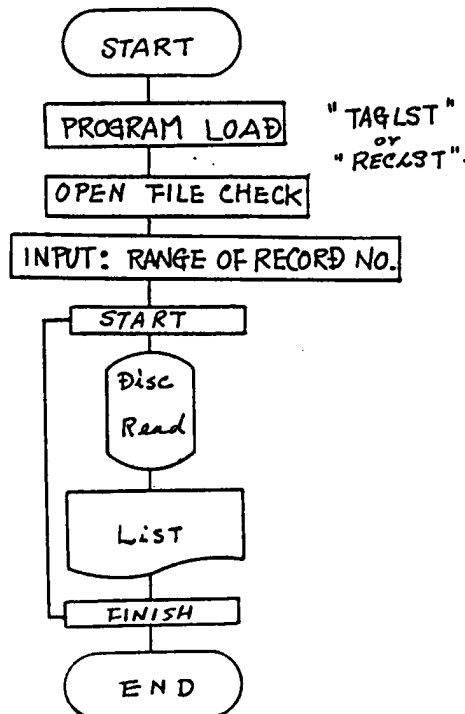 START
PROGRAM LOAD
"TAGLST"
or
"RECLST".
OPEN FILE CHECK
INPUT: RANGE OF RECORD NO.
START
Disc
Read
List
FINISH
END